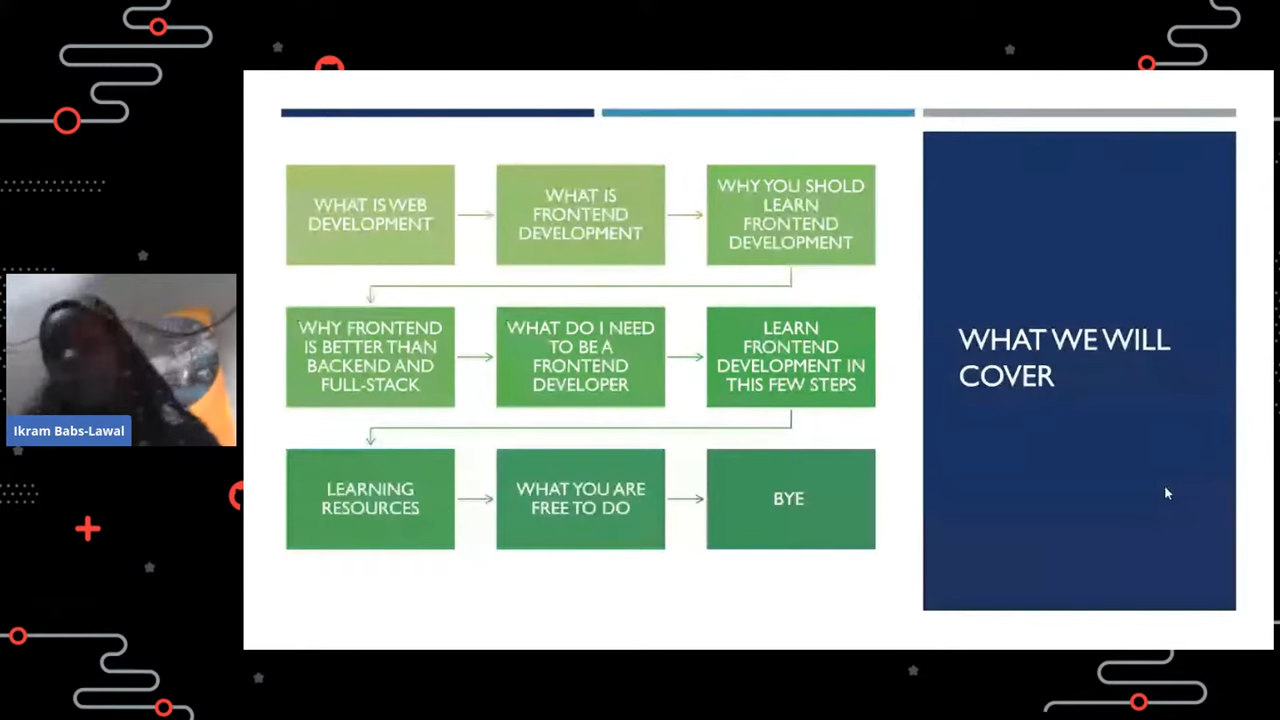 WHAT IS WEB
DEVELOPMENT
WHAT IS
FRONTEND
DEVELOPMENT
WHY YOU SHOLD
LEARN
FRONTEND
DEVELOPMENT
WHY FRONTEND
IS BETTER THAN
BACKEND AND
FULL-STACK
WHAT DO I NEED
TO BE A
FRONTEND
DEVELOPER
LEARN
FRONTEND
DEVELOPMENT IN
THIS FEW STEPS
LEARNING
RESOURCES
WHAT YOU ARE
FREE TO DO
BYE
WHAT WE WILL
COVER
Ikram Babs-Lawal